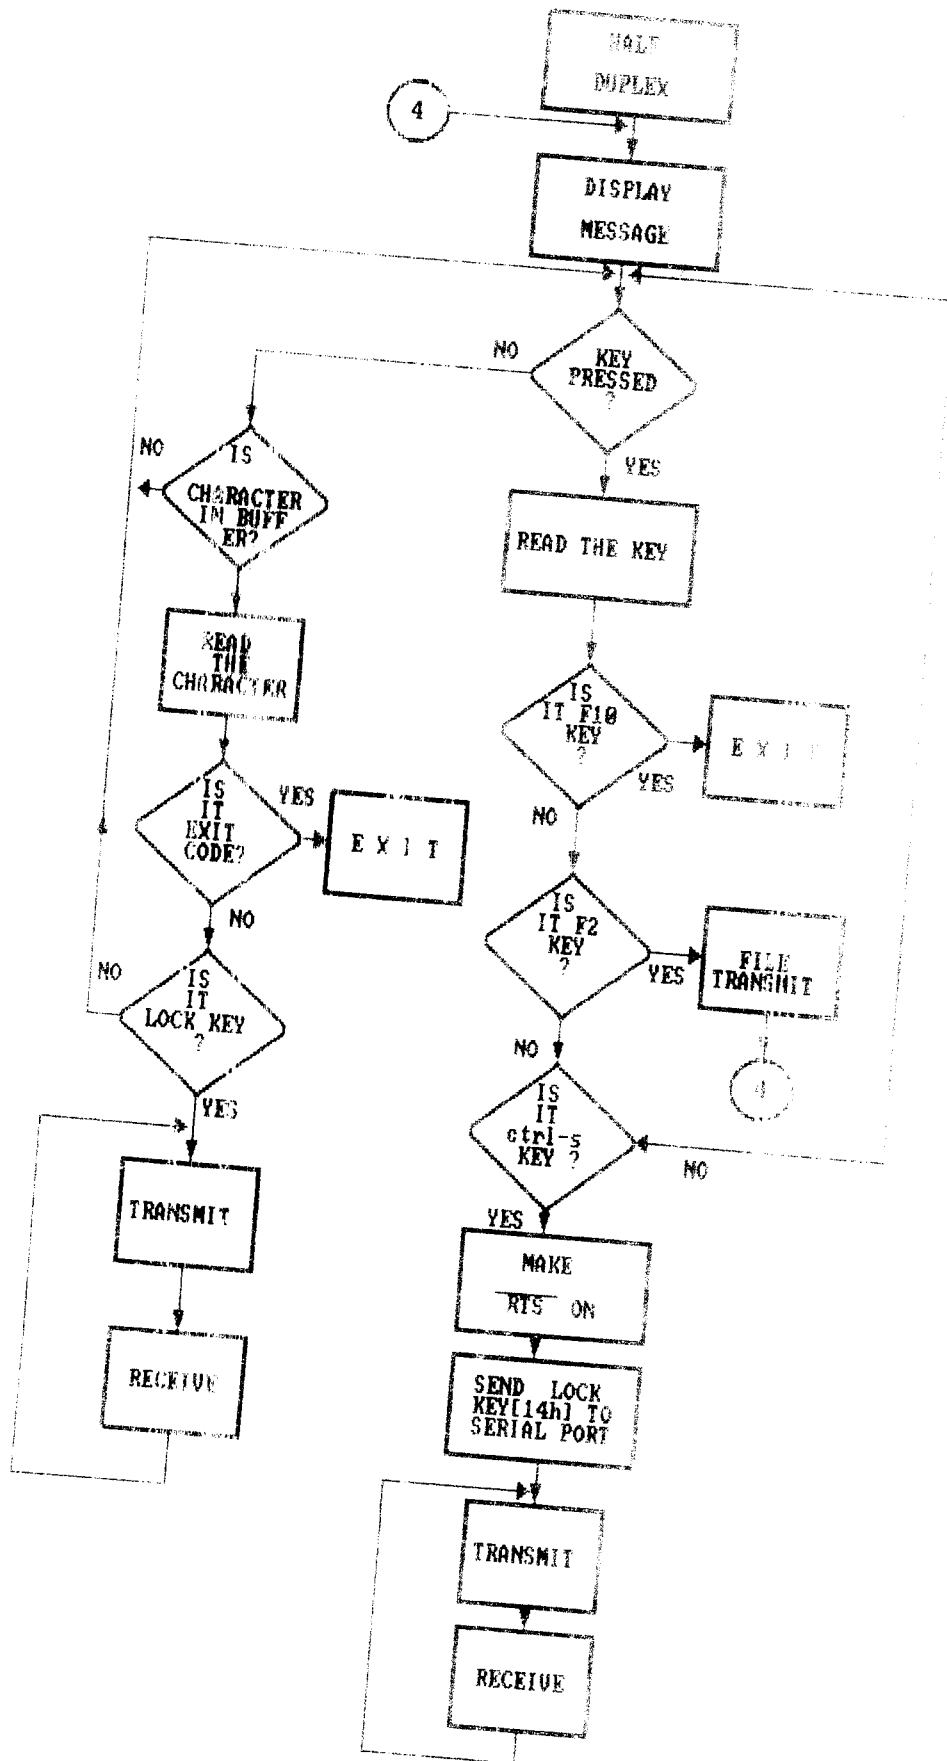 HALF
DUPLEX
4
DISPLAY
MESSAGE
NO
KEY
PRESSED
?
YES
NO
IS
CHARACTER
IN BUFF
ER?
READ THE KEY
READ
THE
CHARACTER
IS
IT F10
KEY
?
YES
E X I T
NO
IS
IT
EXIT
CODE?
YES
E X I T
NO
IS
IT F2
KEY
?
YES
FILE
TRANSMIT
NO
4
NO
IS
IT
LOCK KEY
?
YES
IS
IT
ctrl-s
KEY ?
NO
YES
TRANSMIT
MAKE
RTS ON
RECEIVE
SEND LOCK
KEY[14h] TO
SERIAL PORT
TRANSMIT
RECEIVE